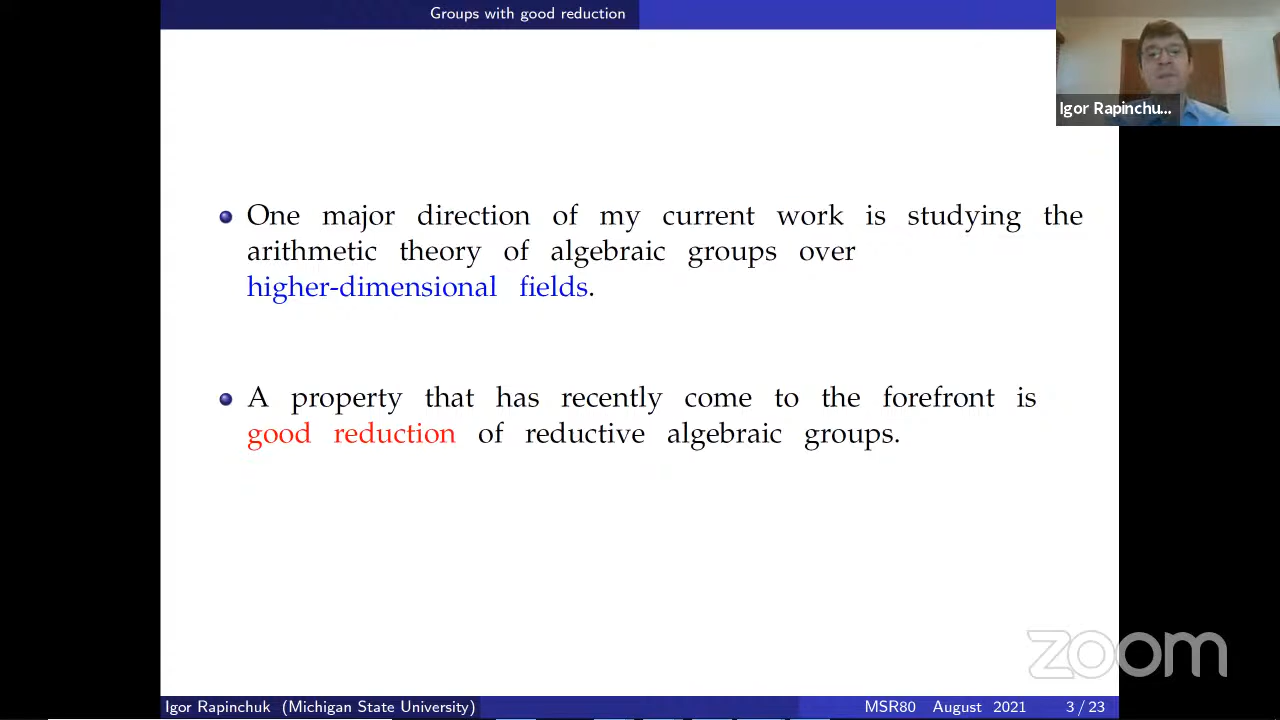 Groups with good reduction
Igor Rapinchu...
One major direction of my current work is studying the
arithmetic theory of algebraic groups over
higher-dimensional fields.
A property that has recently come to the forefront is
good reduction of reductive algebraic groups.
zoom
Igor Rapinchuk (Michigan State University)
MSR80 August 2021 3 / 23